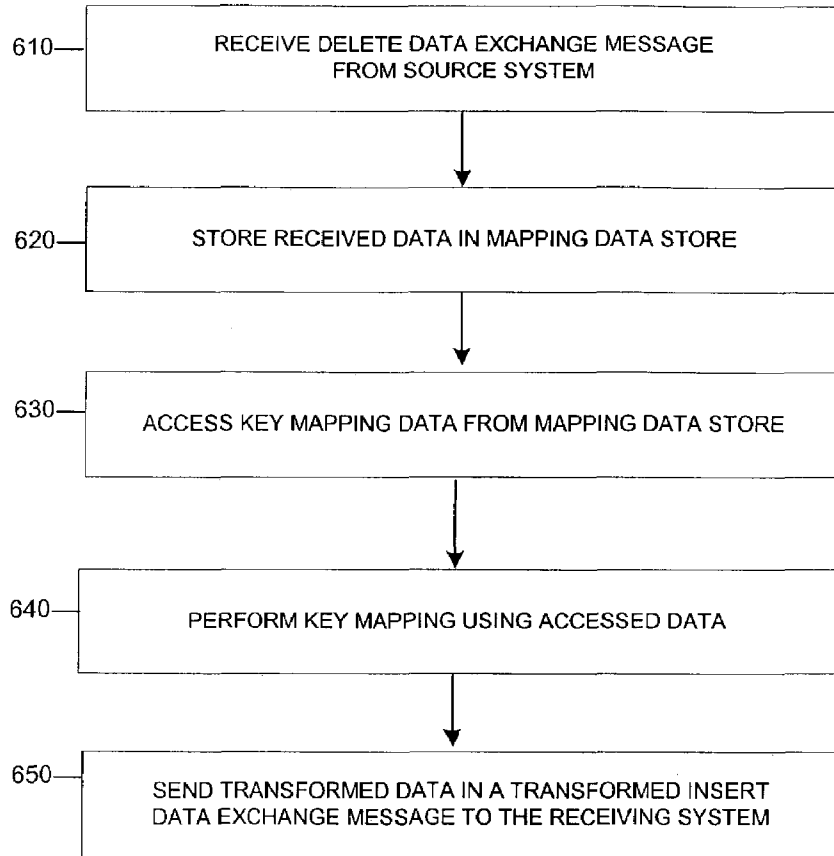 610
RECEIVE DELETE DATA EXCHANGE MESSAGE
FROM SOURCE SYSTEM
620
STORE RECEIVED DATA IN MAPPING DATA STORE
630
ACCESS KEY MAPPING DATA FROM MAPPING DATA STORE
640
PERFORM KEY MAPPING USING ACCESSED DATA
650
SEND TRANSFORMED DATA IN A TRANSFORMED INSERT
DATA EXCHANGE MESSAGE TO THE RECEIVING SYSTEM